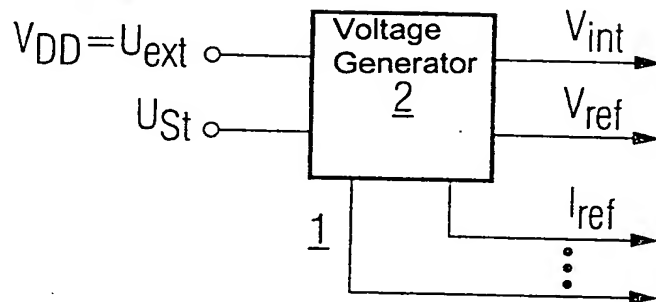 V_DD=U_ext
U_St
Voltage
Generator
2
V_int
V_ref
1
I_ref